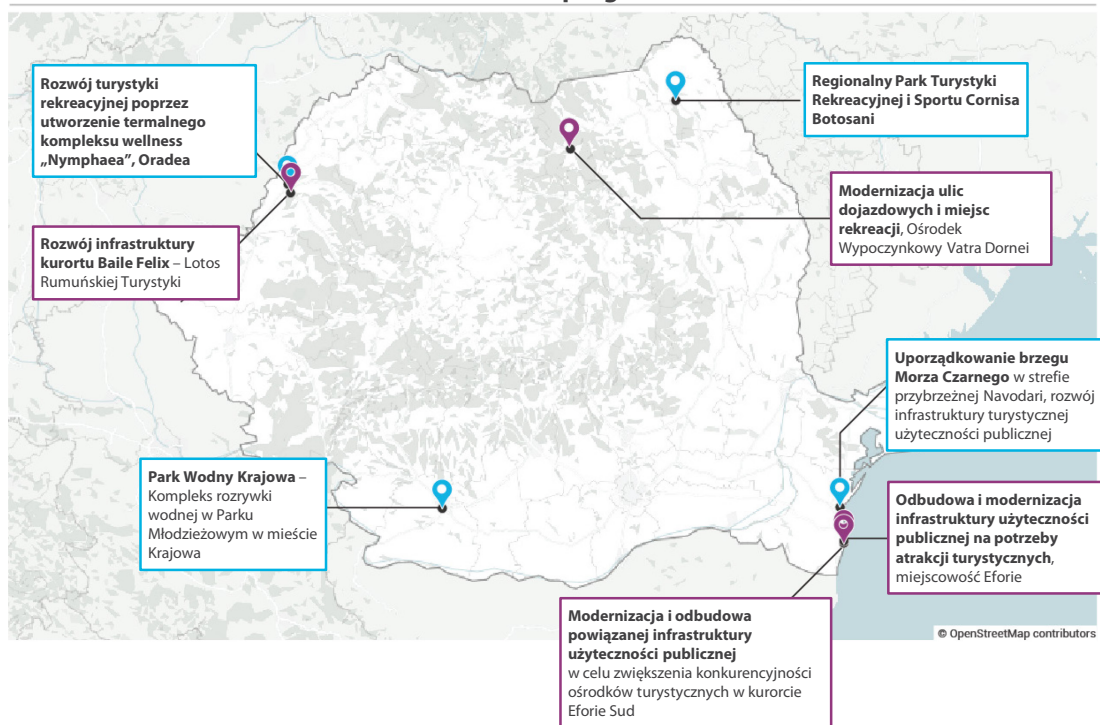 Rozwój turystyki
rekreacyjnej poprzez
utworzenie termalnego
kompleksu wellness
„Nymphaea”, Oradea
Regionalny Park Turystyki
Rekreacyjnej i Sportu Cornisa
Botosani
Modernizacja ulic
dojazdowych i miejsc
rekreacji, Ośrodek
Wypoczynkowy Vatra Dornei
Rozwój infrastruktury
kurortu Baile Felix – Lotos
Rumuńskiej Turystyki
Uporządkowanie brzegu
Morza Czarnego w strefie
przybrzeżnej Navodari, rozwój
infrastruktury turystycznej
użyteczności publicznej
Park Wodny Krajowa –
Kompleks rozrywki
wodnej w Parku
Młodzieżowym w mieście
Krajowa
Odbudowa i modernizacja
infrastruktury użyteczności
publicznej na potrzeby
atrakcji turystycznych,
miejscowość Eforie
Modernizacja i odbudowa
powiązanej infrastruktury
użyteczności publicznej
w celu zwiększenia konkurencyjności
ośrodków turystycznych w kurorcie
Eforie Sud
© OpenStreetMap contributors